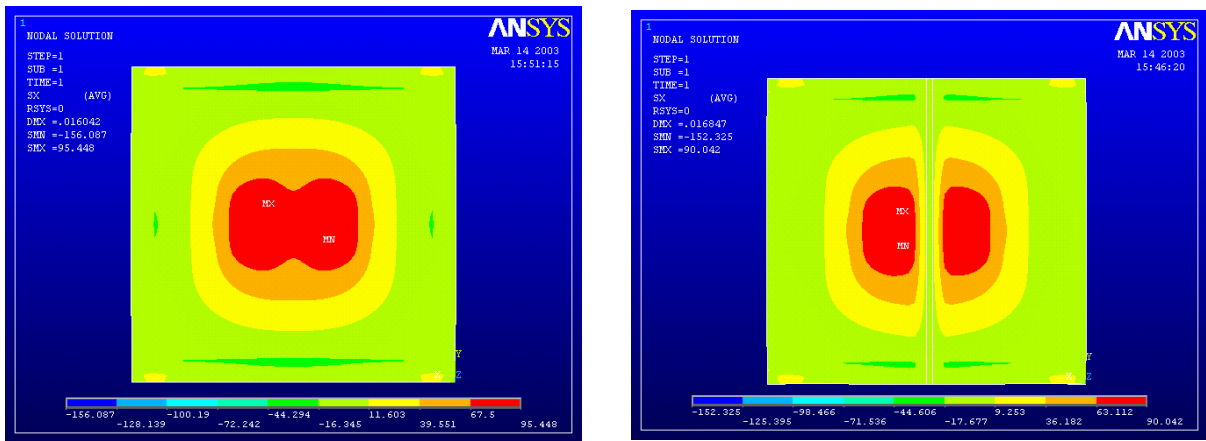 1
ANSYS
NODAL SOLUTION
MAR 14 2003
15:51:15
STEP=1
SUB =1
TIME=1
SX (AVG)
RSYS=0
DMX =.016042
SMN =-156.087
SMX =95.448
MX
MN
Y
X Z
-156.087 -100.19 -44.294 11.603 67.5
-128.139 -72.242 -16.345 39.551 95.448
1
ANSYS
NODAL SOLUTION
MAR 14 2003
15:46:20
STEP=1
SUB =1
TIME=1
SX (AVG)
RSYS=0
DMX =.016847
SMN =-152.325
SMX =90.042
MX
MN
Y
X Z
-152.325 -98.466 -44.606 9.253 63.112
-125.395 -71.536 -17.677 36.182 90.042